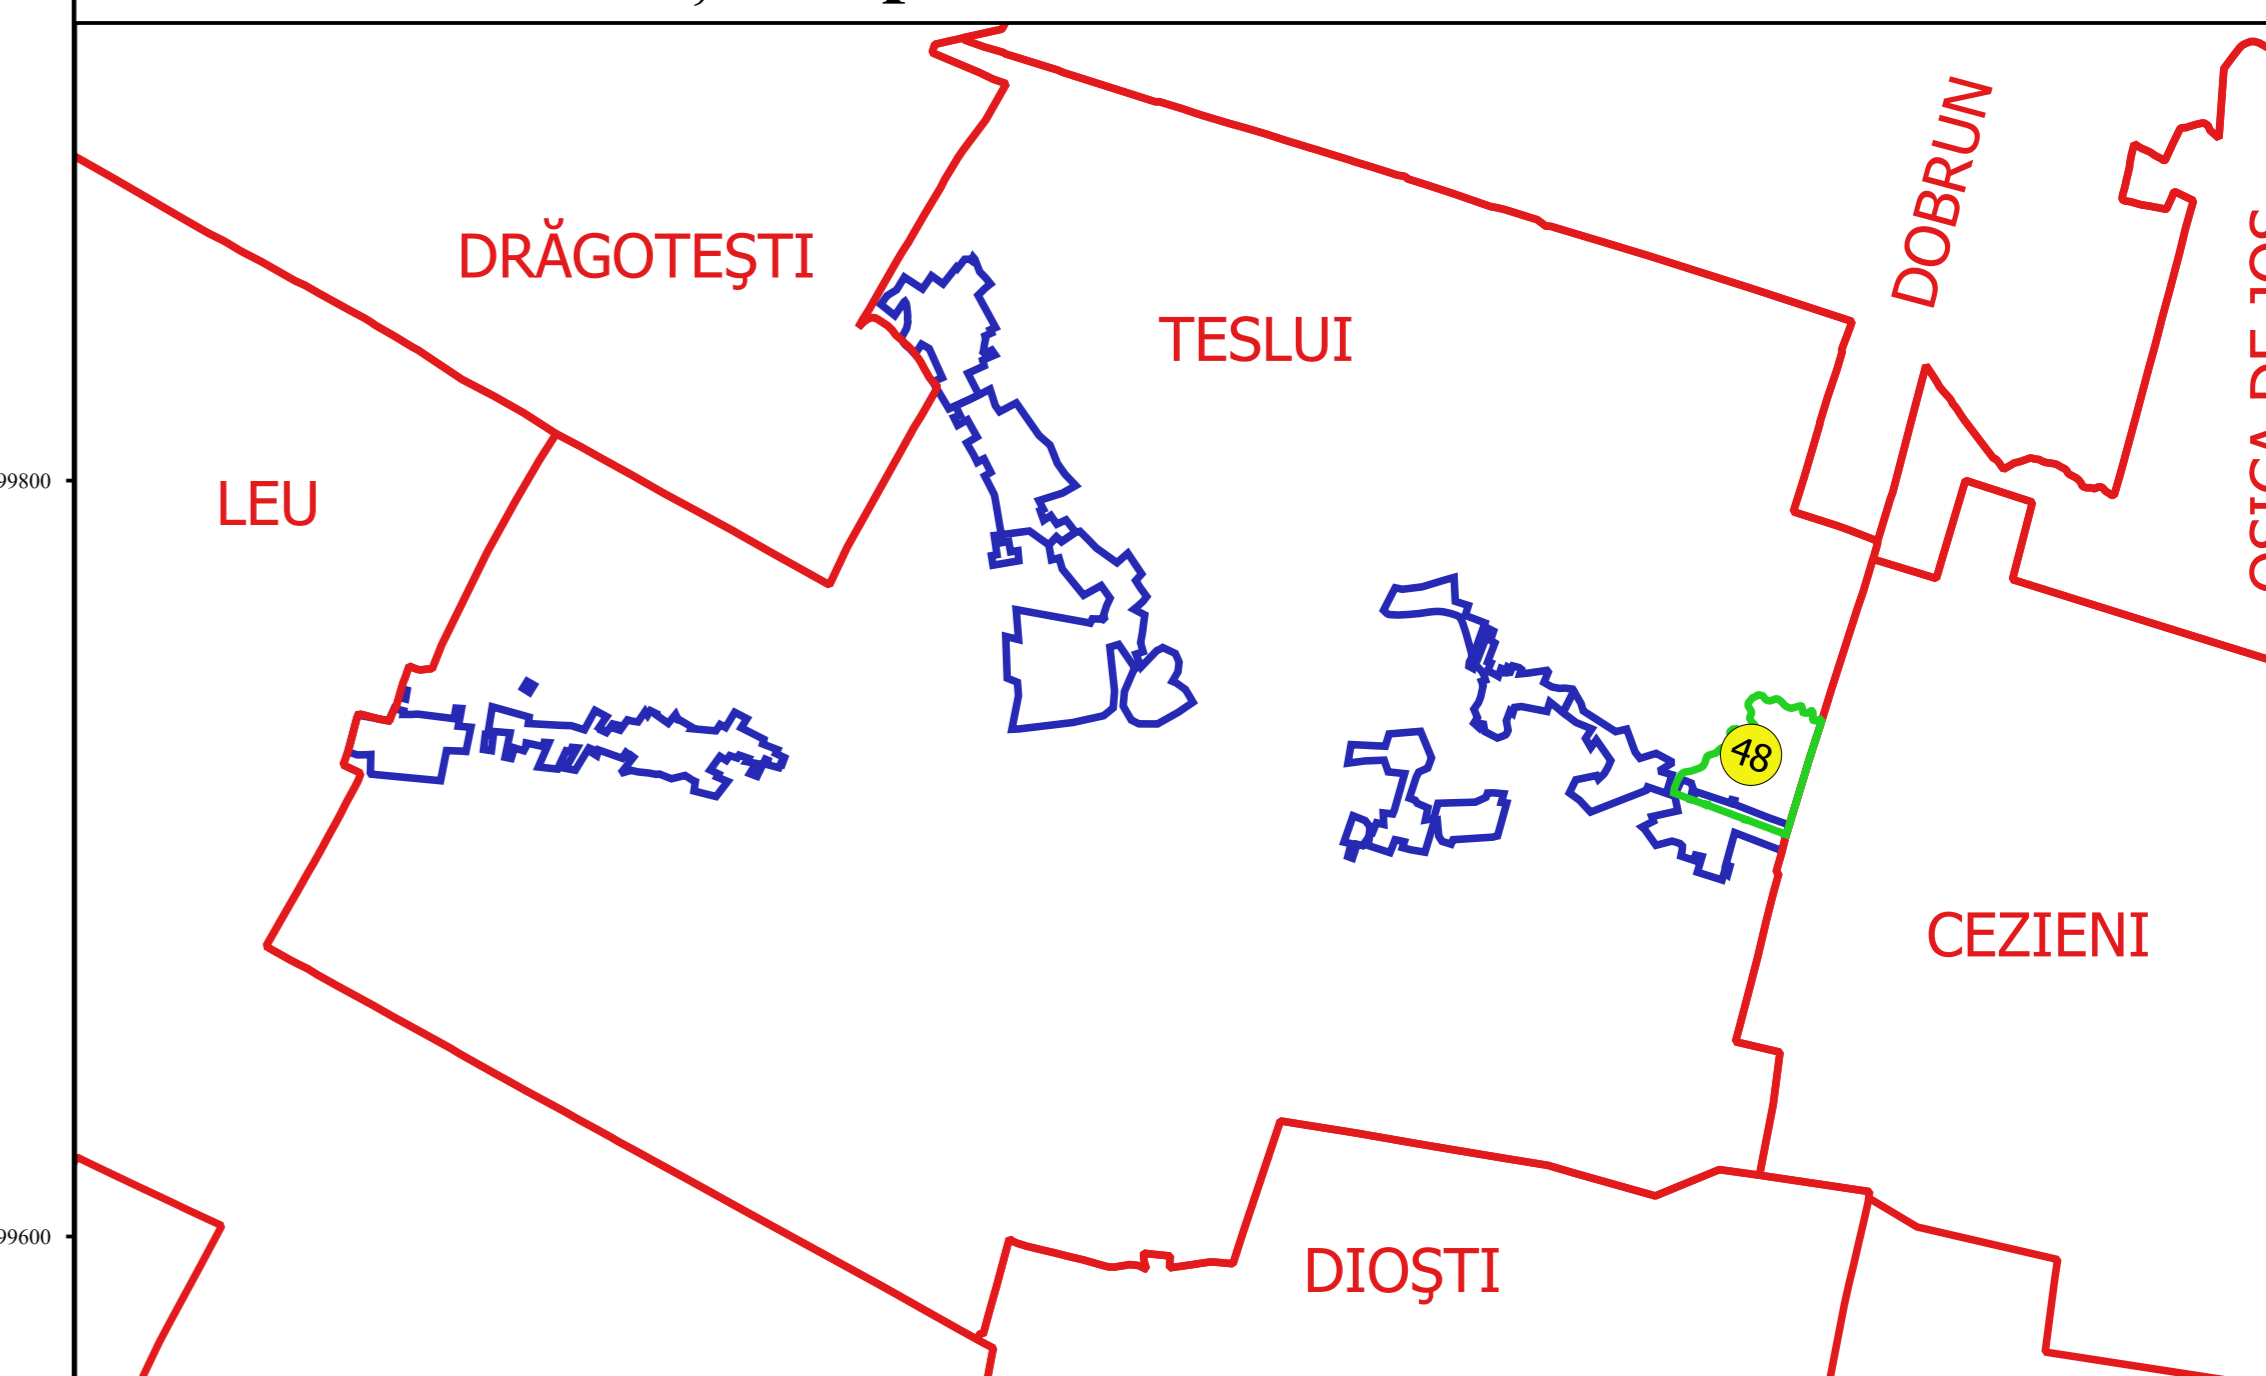 DOBRUN
DRĂGOTEŞTI
TESLUI
99800
LEU
48
CEZIENI
99600
DIOŞTI